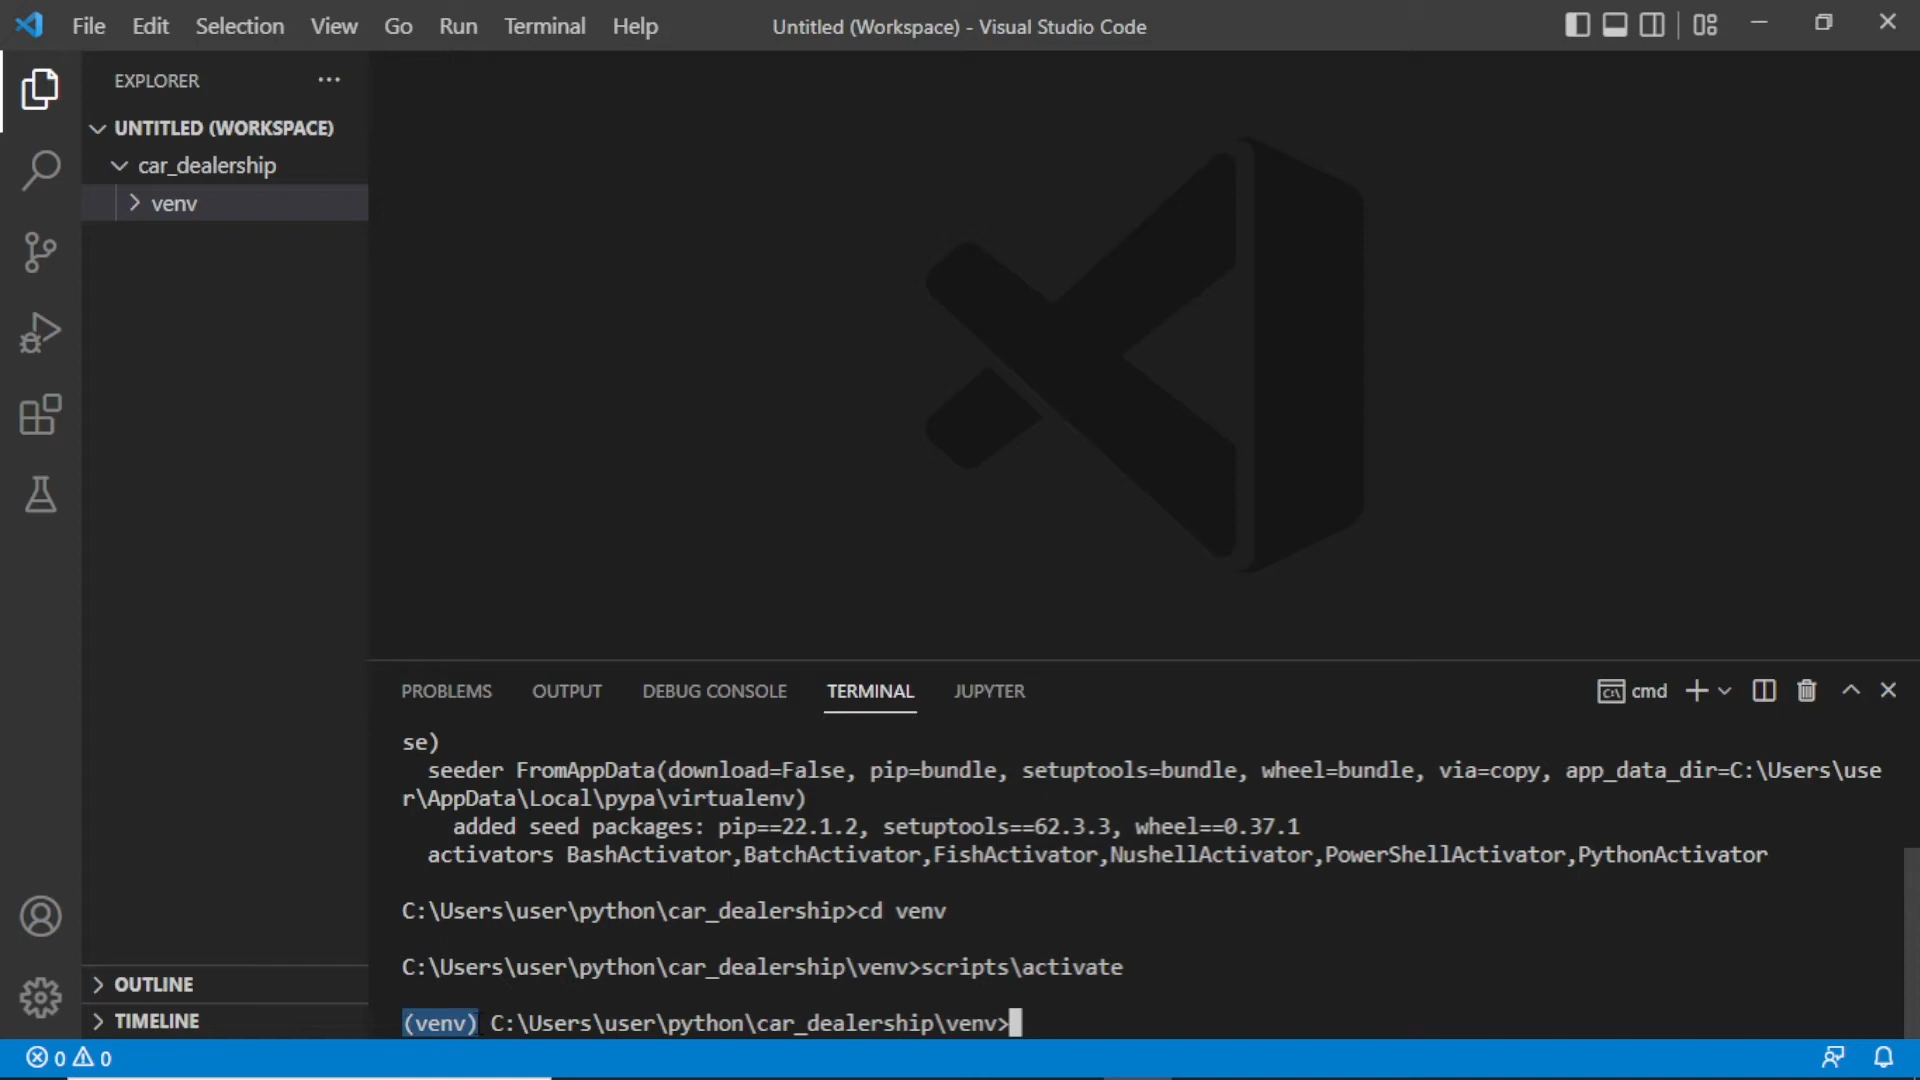 File Edit Selection View Go Run Terminal Help Untitled (Workspace) - Visual Studio Code
EXPLORER
UNTITLED (WORKSPACE)
car_dealership
venv
PROBLEMS OUTPUT DEBUG CONSOLE TERMINAL JUPYTER cmd
se)
seeder FromAppData(download=False, pip=bundle, setuptools=bundle, wheel=bundle, via=copy, app_data_dir=C:\Users\use
r\AppData\Local\pypa\virtualenv)
added seed packages: pip==22.1.2, setuptools==62.3.3, wheel==0.37.1
activators BashActivator,BatchActivator,FishActivator,NushellActivator,PowerShellActivator,PythonActivator
C:\Users\user\python\car_dealership>cd venv
C:\Users\user\python\car_dealership\venv>scripts\activate
(venv) C:\Users\user\python\car_dealership\venv>
OUTLINE
TIMELINE
0 0